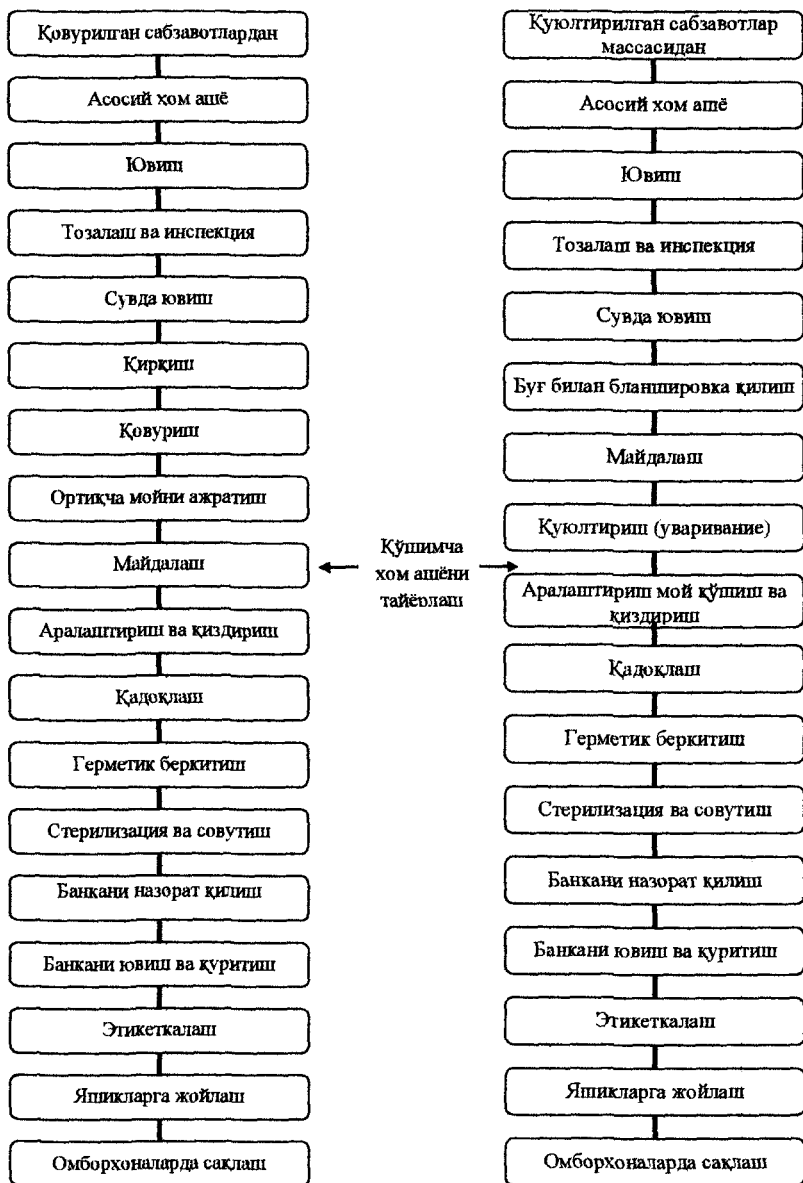 Қовурилган сабзавотлардан
Асосий хом ашё
Ювиш
Тозалаш ва инспекция
Сувда ювиш
Қирқиш
Қовуриш
Ортиқча мойни ажратиш
Майдалаш
Аралаштириш ва қиздириш
Қадоқлаш
Герметик беркитиш
Стерилизация ва совутиш
Банкани назорат қилиш
Банкани ювиш ва қуритиш
Этикеткалаш
Яшикларга жойлаш
Омборхоналарда сақлаш
Қўшимча
хом ашёни
тайёрлаш
Қуюлтирилган сабзавотлар
массасидан
Асосий хом ашё
Ювиш
Тозалаш ва инспекция
Сувда ювиш
Буғ билан бланшировка қилиш
Майдалаш
Қуюлтириш (уваривание)
Аралаштириш мой қўшиш ва
қиздириш
Қадоқлаш
Герметик беркитиш
Стерилизация ва совутиш
Банкани назорат қилиш
Банкани ювиш ва қуритиш
Этикеткалаш
Яшикларга жойлаш
Омборхоналарда сақлаш